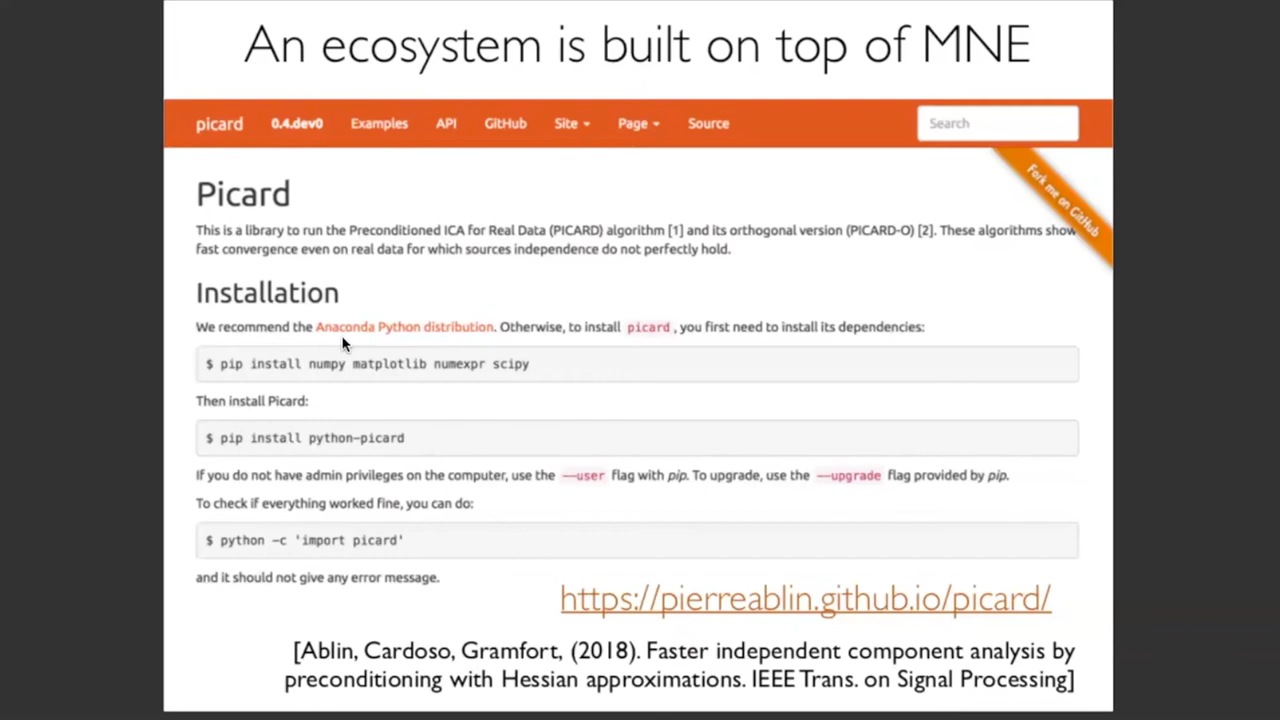 An ecosystem is built on top of MNE
picard 0.4.dev0 Examples API GitHub Site Page Source Search
Fork me on GitHub
Picard
This is a library to run the Preconditioned ICA for Real Data (PICARD) algorithm [1] and its orthogonal version (PICARD-O) [2]. These algorithms show
fast convergence even on real data for which sources independence do not perfectly hold.
Installation
We recommend the Anaconda Python distribution. Otherwise, to install picard, you first need to install its dependencies:
$ pip install numpy matplotlib numexpr scipy
Then install Picard:
$ pip install python-picard
If you do not have admin privileges on the computer, use the --user flag with pip. To upgrade, use the --upgrade flag provided by pip.
To check if everything worked fine, you can do:
$ python -c 'import picard'
and it should not give any error message.
https://pierreablin.github.io/picard/
[Ablin, Cardoso, Gramfort, (2018). Faster independent component analysis by
preconditioning with Hessian approximations. IEEE Trans. on Signal Processing]